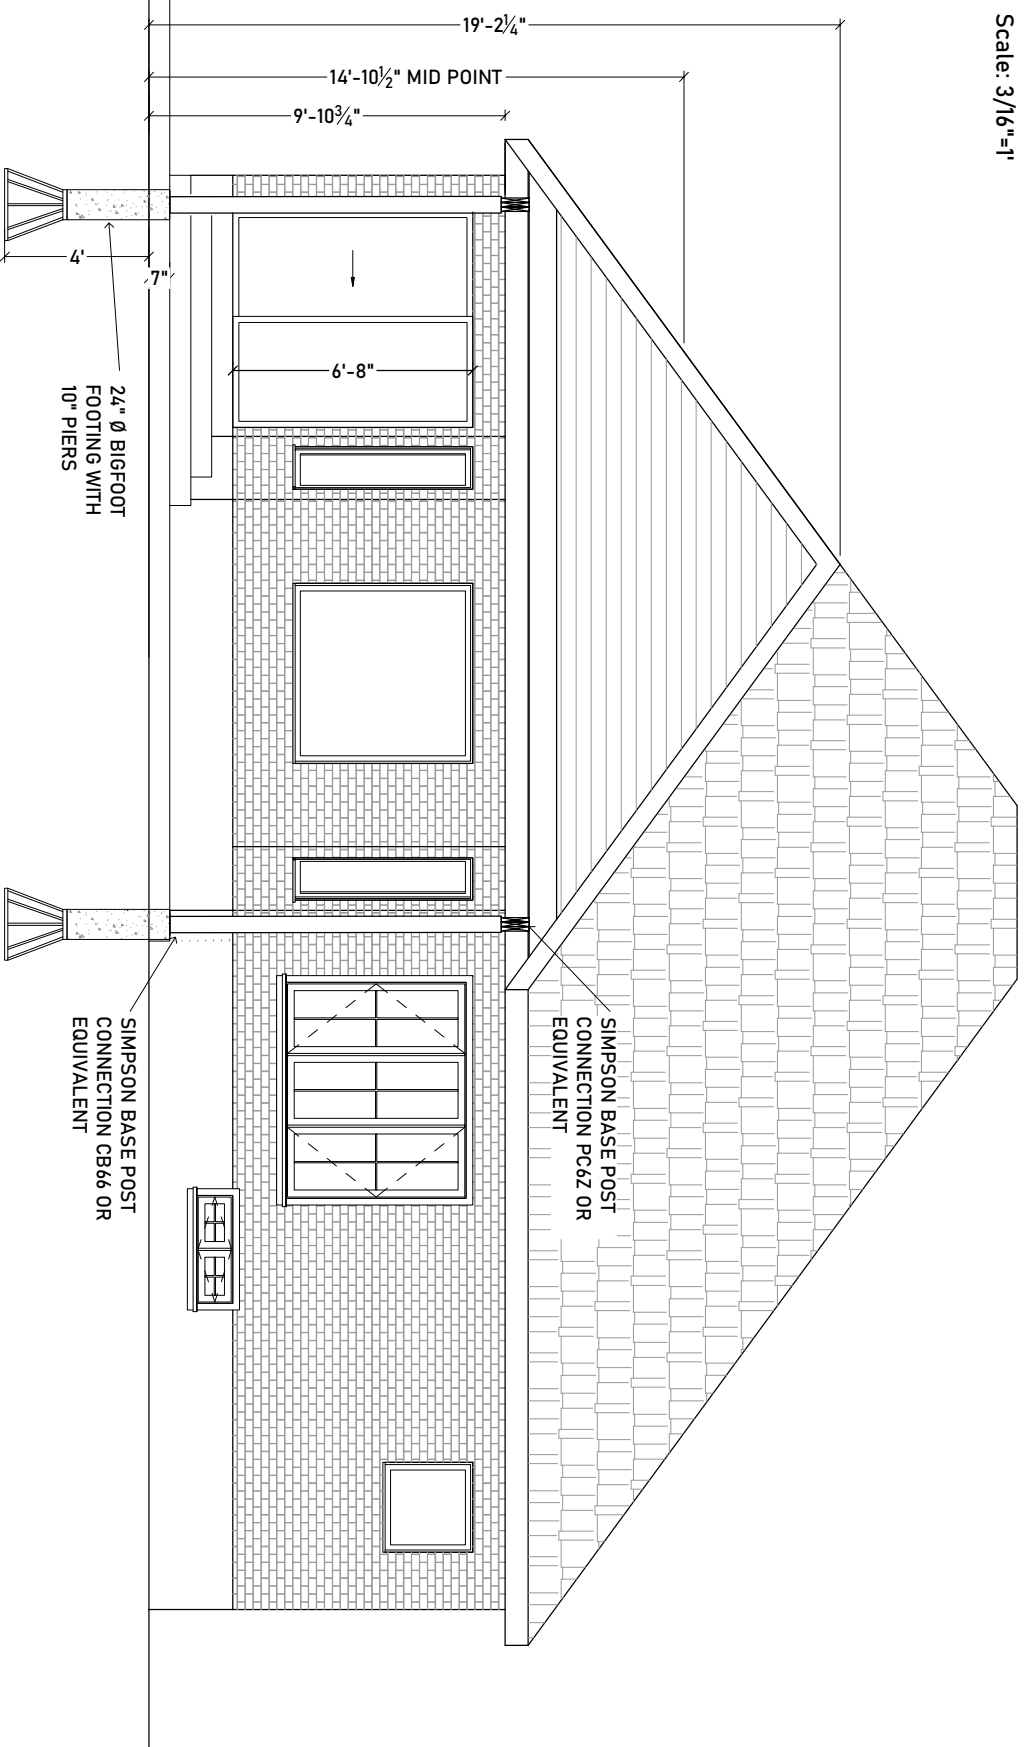 Scale: 3/16"=1'
19'-2¼"
14'-10½" MID POINT
9'-10¾"
4'
7"
6'-8"
24" Ø BIGFOOT
FOOTING WITH
10" PIERS
SIMPSON BASE POST
CONNECTION PC6Z OR
EQUIVALENT
SIMPSON BASE POST
CONNECTION CB66 OR
EQUIVALENT